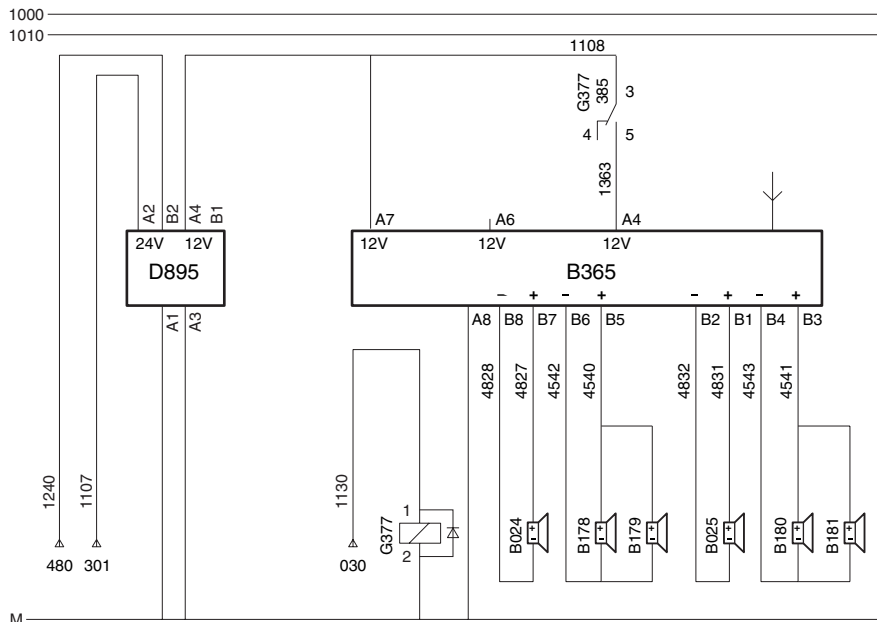 1000
1010
1108
G377
385
3
4
5
1363
A2
B2
A4
B1
A7
A6
A4
24V
12V
12V
12V
12V
D895
B365
- + - + - + - +
A1
A3
A8
B8
B7
B6
B5
B2
B1
B4
B3
4828
4827
4542
4540
4832
4831
4543
4541
1240
1107
1130
1
G377
2
B024
+
-
B178
+
-
B179
+
-
B025
+
-
B180
+
-
B181
+
-
480
301
030
M